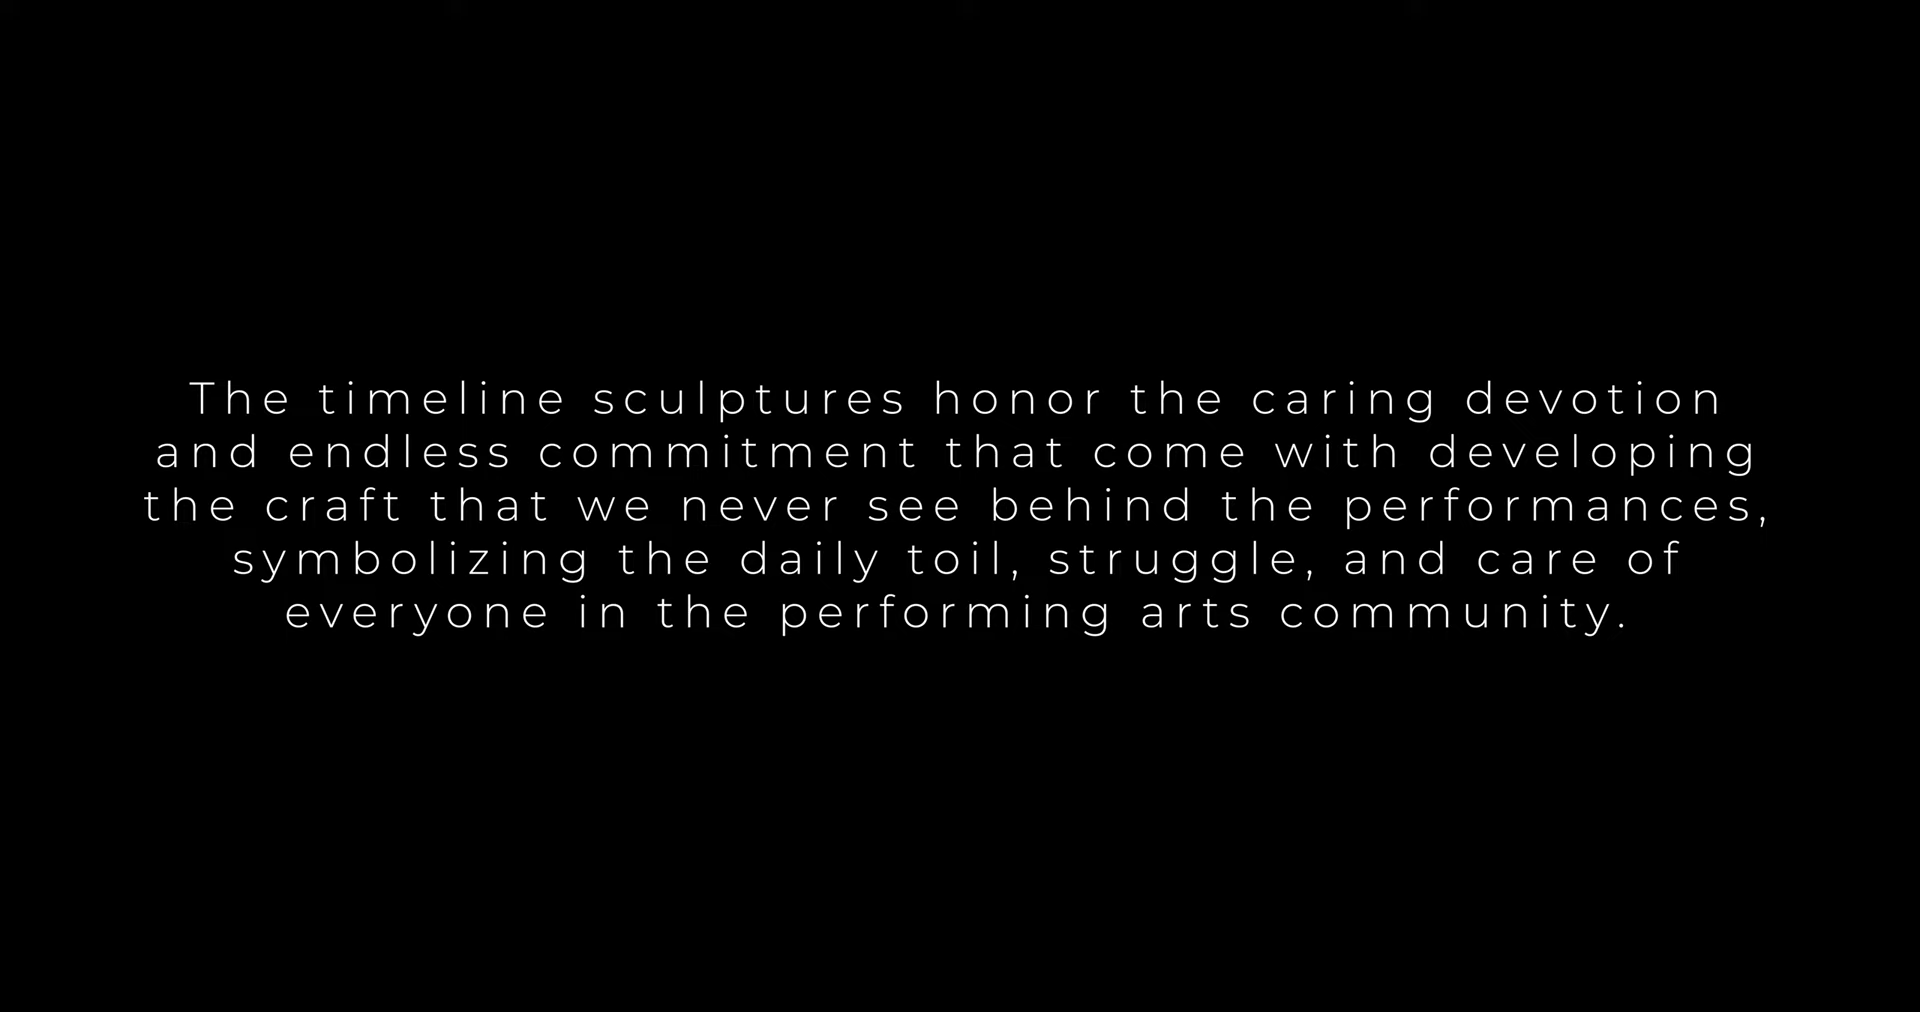 The timeline sculptures honor the caring devotion
and endless commitment that come with developing
the craft that we never see behind the performances,
symbolizing the daily toil, struggle, and care of
everyone in the performing arts community.